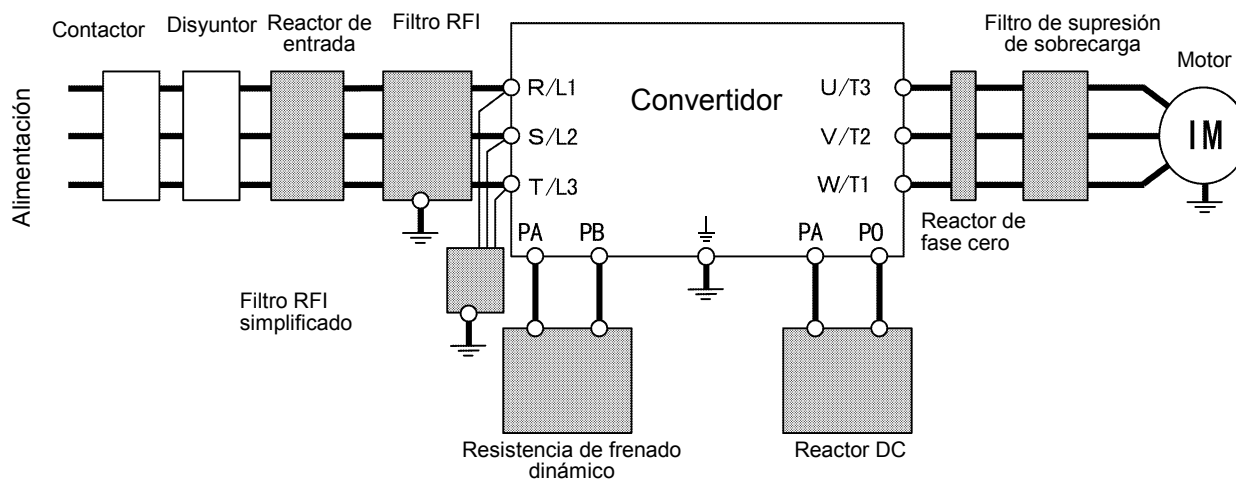 Contactor
Disyuntor
Reactor de
entrada
Filtro RFI
Filtro de supresión
de sobrecarga
Motor
Alimentación
R/L1
S/L2
T/L3
Convertidor
U/T3
V/T2
W/T1
IM
PA
PB
PA
PO
Reactor de
fase cero
Filtro RFI
simplificado
Resistencia de frenado
dinámico
Reactor DC